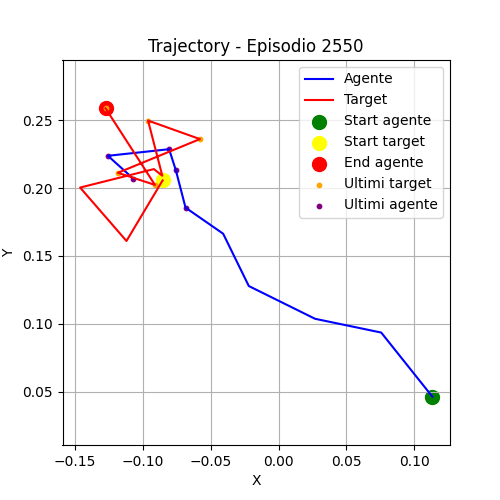 Trajectory - Episodio 2550
Agente
Target
Start agente
Start target
End agente
Ultimi target
Ultimi agente
Y
0.25
0.20
0.15
0.10
0.05
−0.15 −0.10 −0.05 0.00 0.05 0.10
X